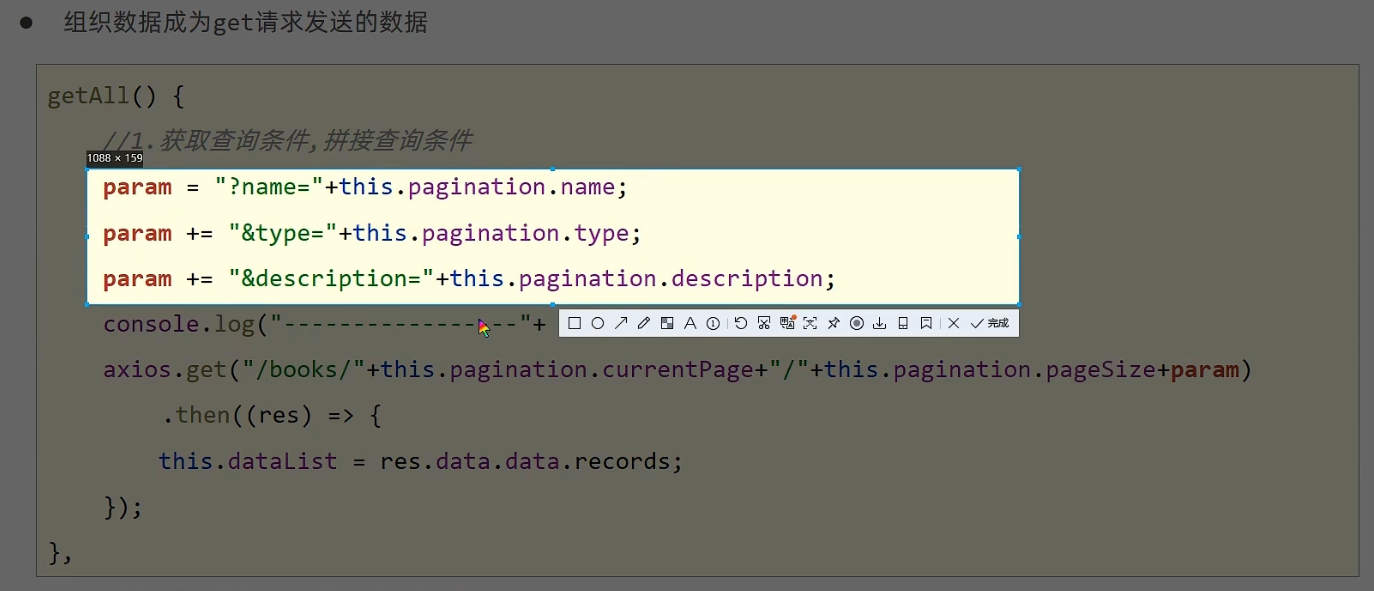 ● 组织数据成为get请求发送的数据
getAll() {
//1.获取查询条件,拼接查询条件
1088 × 159
param = "?name="+this.pagination.name;
param += "&type="+this.pagination.type;
param += "&description="+this.pagination.description;
console.log("-----------------"+
完成
axios.get("/books/"+this.pagination.currentPage+"/"+this.pagination.pageSize+param)
.then((res) => {
this.dataList = res.data.data.records;
});
},